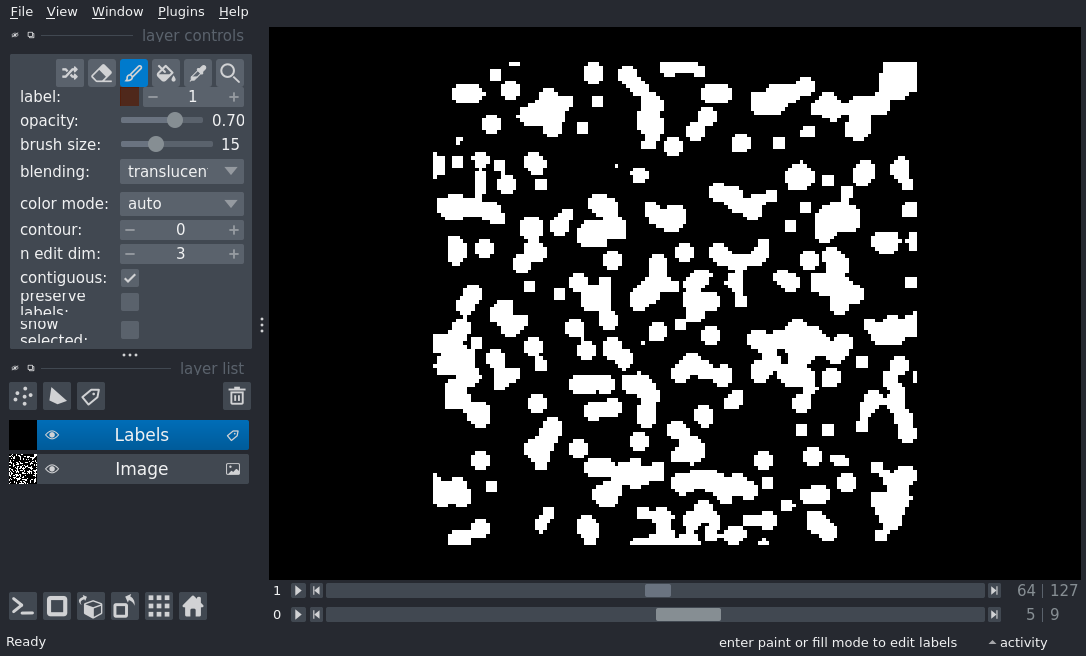 File View Window Plugins Help
layer controls
label: 1
opacity: 0.70
brush size: 15
blending: translucen
color mode: auto
contour: 0
n edit dim: 3
contiguous:
preserve
labels:
show
selected:
layer list
Labels
Image
1 64 127
0 5 9
Ready enter paint or fill mode to edit labels activity